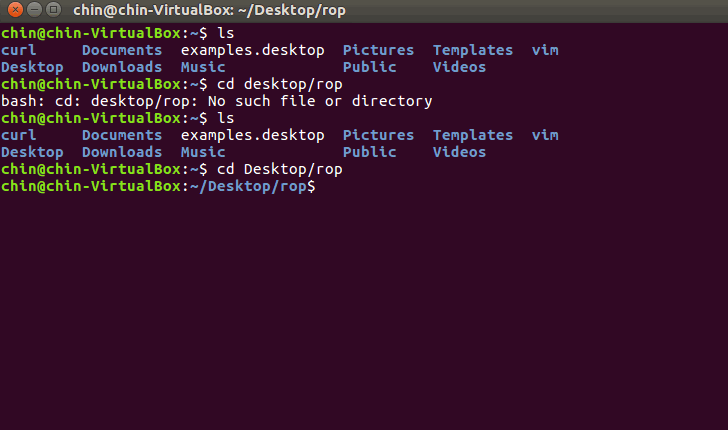 chin@chin-VirtualBox: ~/Desktop/rop
chin@chin-VirtualBox:~$ ls
curl     Documents  examples.desktop  Pictures  Templates  vim
Desktop  Downloads  Music             Public    Videos
chin@chin-VirtualBox:~$ cd desktop/rop
bash: cd: desktop/rop: No such file or directory
chin@chin-VirtualBox:~$ ls
curl     Documents  examples.desktop  Pictures  Templates  vim
Desktop  Downloads  Music             Public    Videos
chin@chin-VirtualBox:~$ cd Desktop/rop
chin@chin-VirtualBox:~/Desktop/rop$